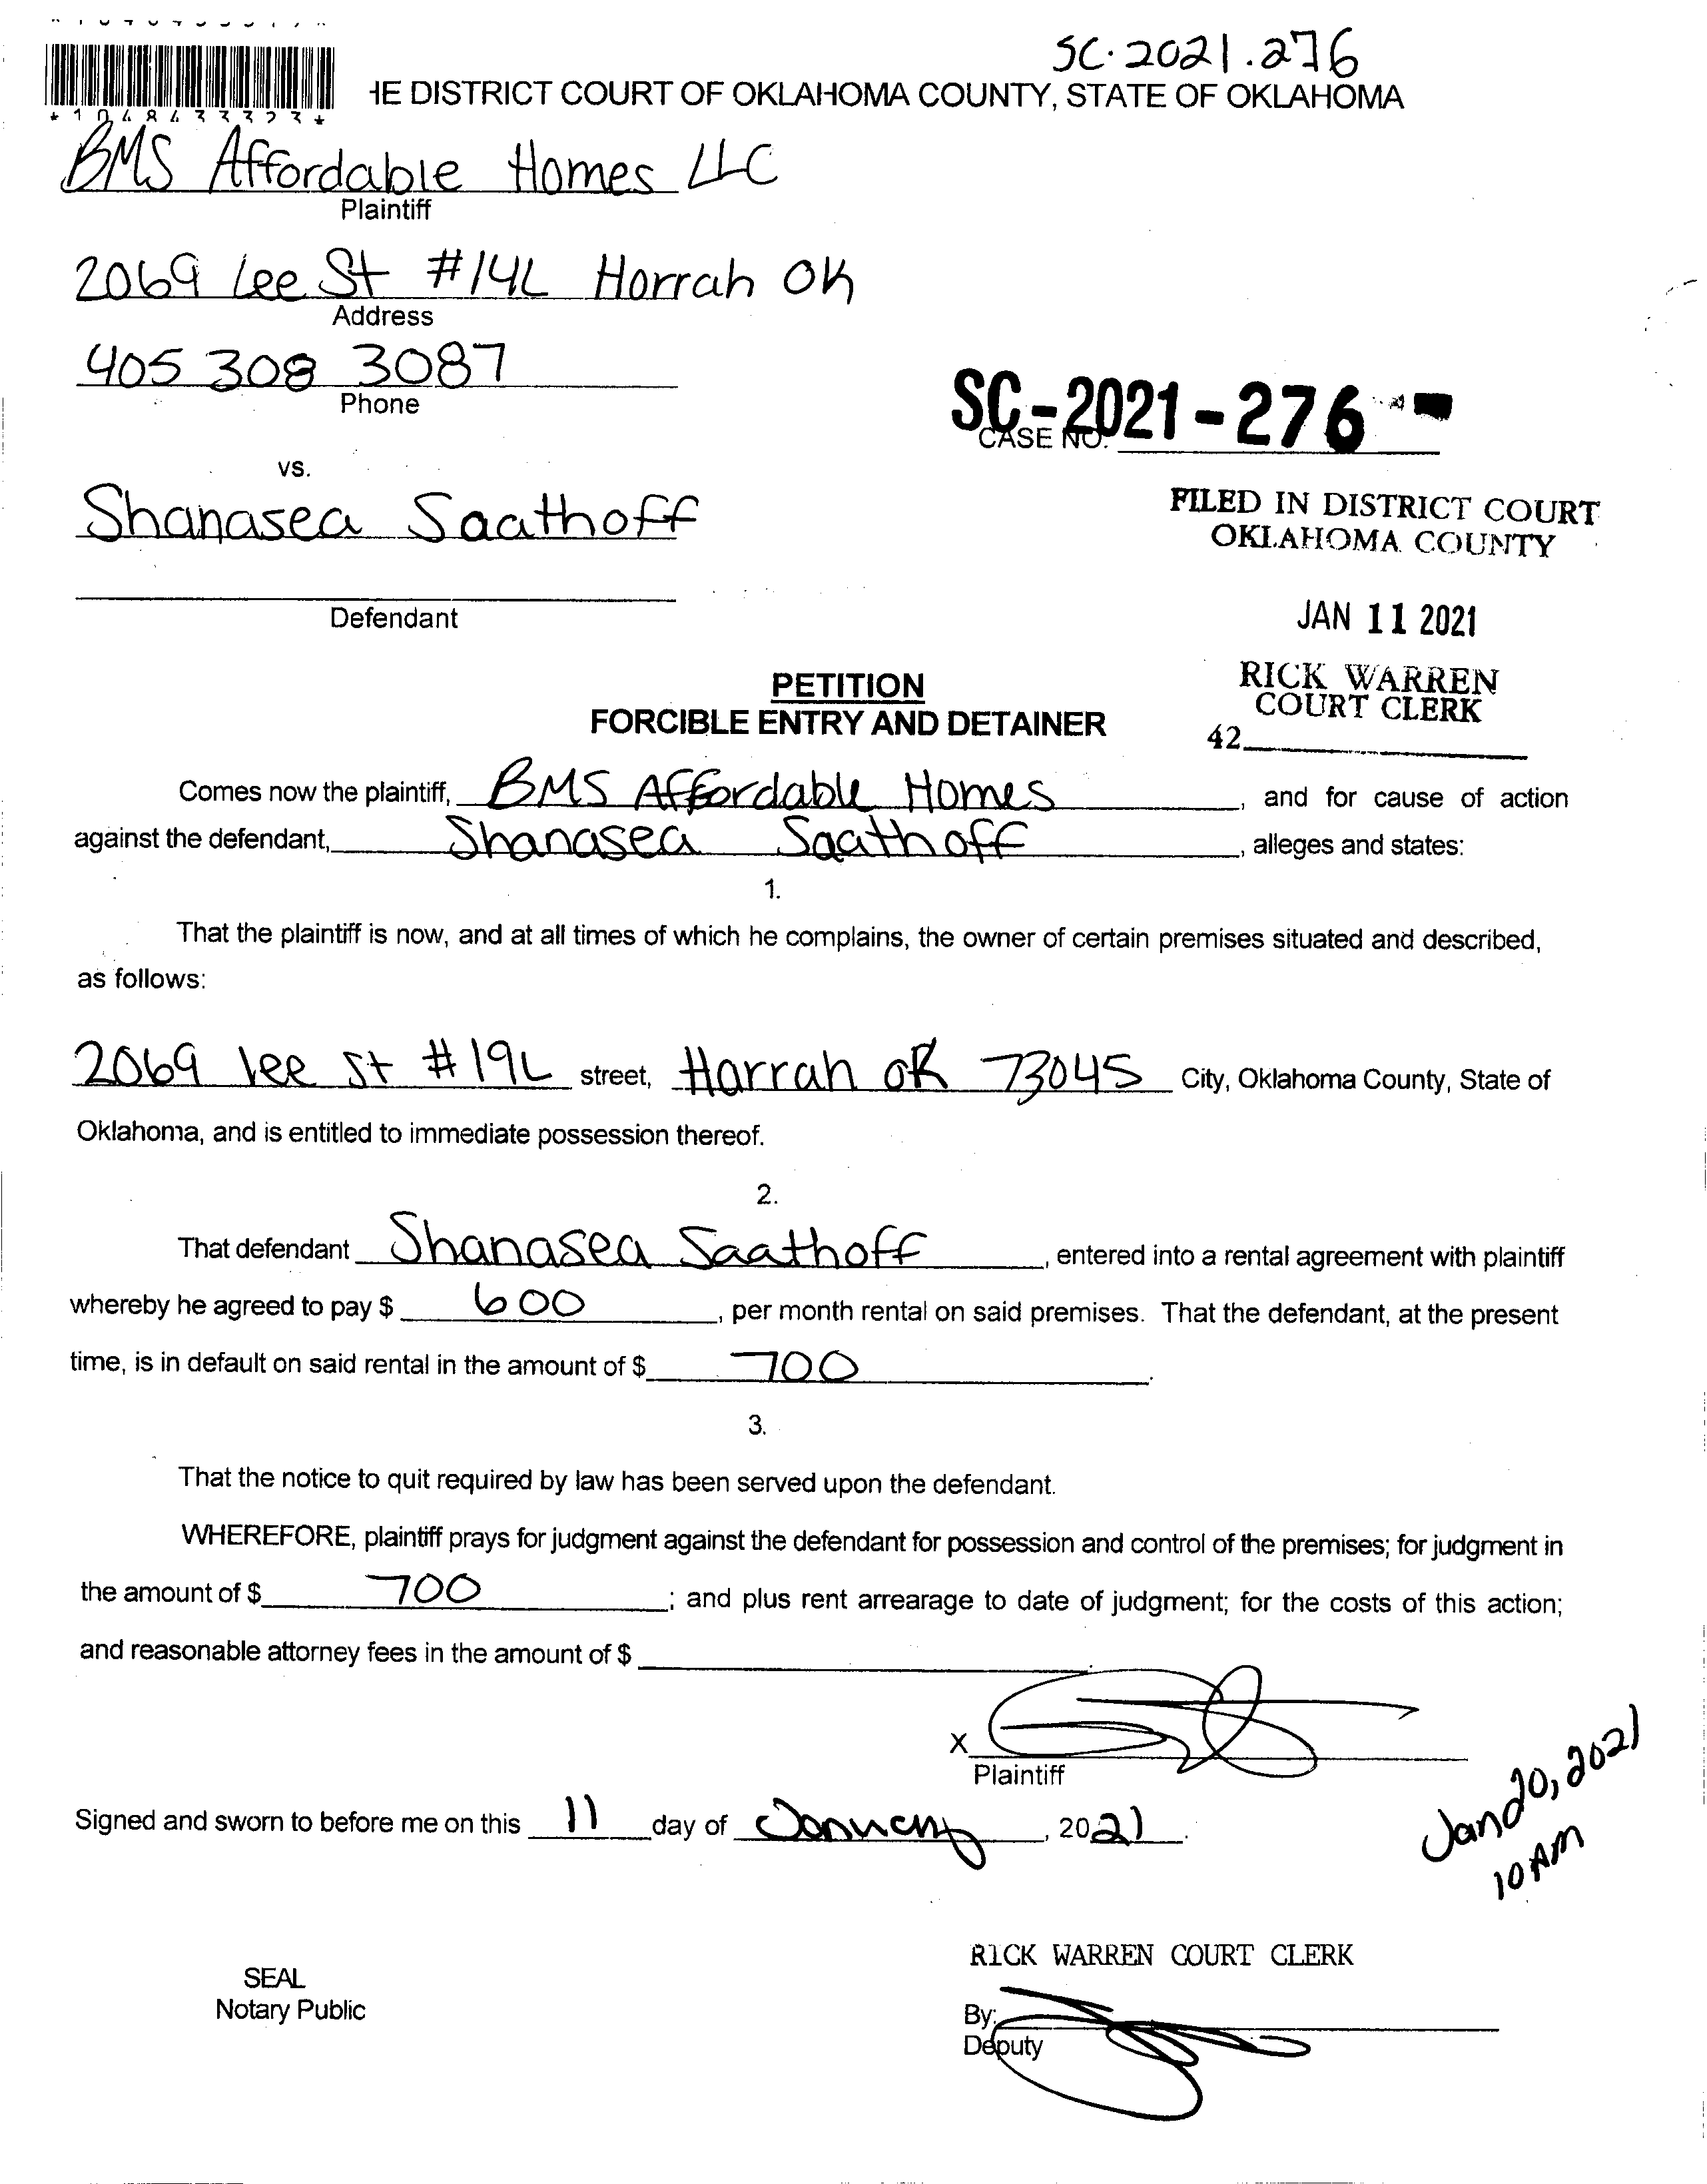 SC-2021-276
HE DISTRICT COURT OF OKLAHOMA COUNTY, STATE OF OKLAHOMA
BMS Affordable Homes LLC
Plaintiff
2069 Lee St #14L Horrah OK
Address
405 308 3087
Phone
SC-2021-276
CASE NO.
vs.
Shanasea Saathoff
FILED IN DISTRICT COURT
OKLAHOMA COUNTY
Defendant
JAN 11 2021
RICK WARREN
COURT CLERK
42
PETITION
FORCIBLE ENTRY AND DETAINER
Comes now the plaintiff, BMS Affordable Homes, and for cause of action
against the defendant, Shanasea Saathoff, alleges and states:
1.
That the plaintiff is now, and at all times of which he complains, the owner of certain premises situated and described,
as follows:
2069 Lee St #19L street, Harrah OK 73045 City, Oklahoma County, State of
Oklahoma, and is entitled to immediate possession thereof.
2.
That defendant Shanasea Saathoff, entered into a rental agreement with plaintiff
whereby he agreed to pay $ 600, per month rental on said premises. That the defendant, at the present
time, is in default on said rental in the amount of $ 700.
3.
That the notice to quit required by law has been served upon the defendant.
WHEREFORE, plaintiff prays for judgment against the defendant for possession and control of the premises; for judgment in
the amount of $ 700; and plus rent arrearage to date of judgment; for the costs of this action;
and reasonable attorney fees in the amount of $
X
Plaintiff
Signed and sworn to before me on this 11 day of January, 2021.
Jan 20, 2021
10 AM
RICK WARREN COURT CLERK
SEAL
Notary Public
By:
Deputy